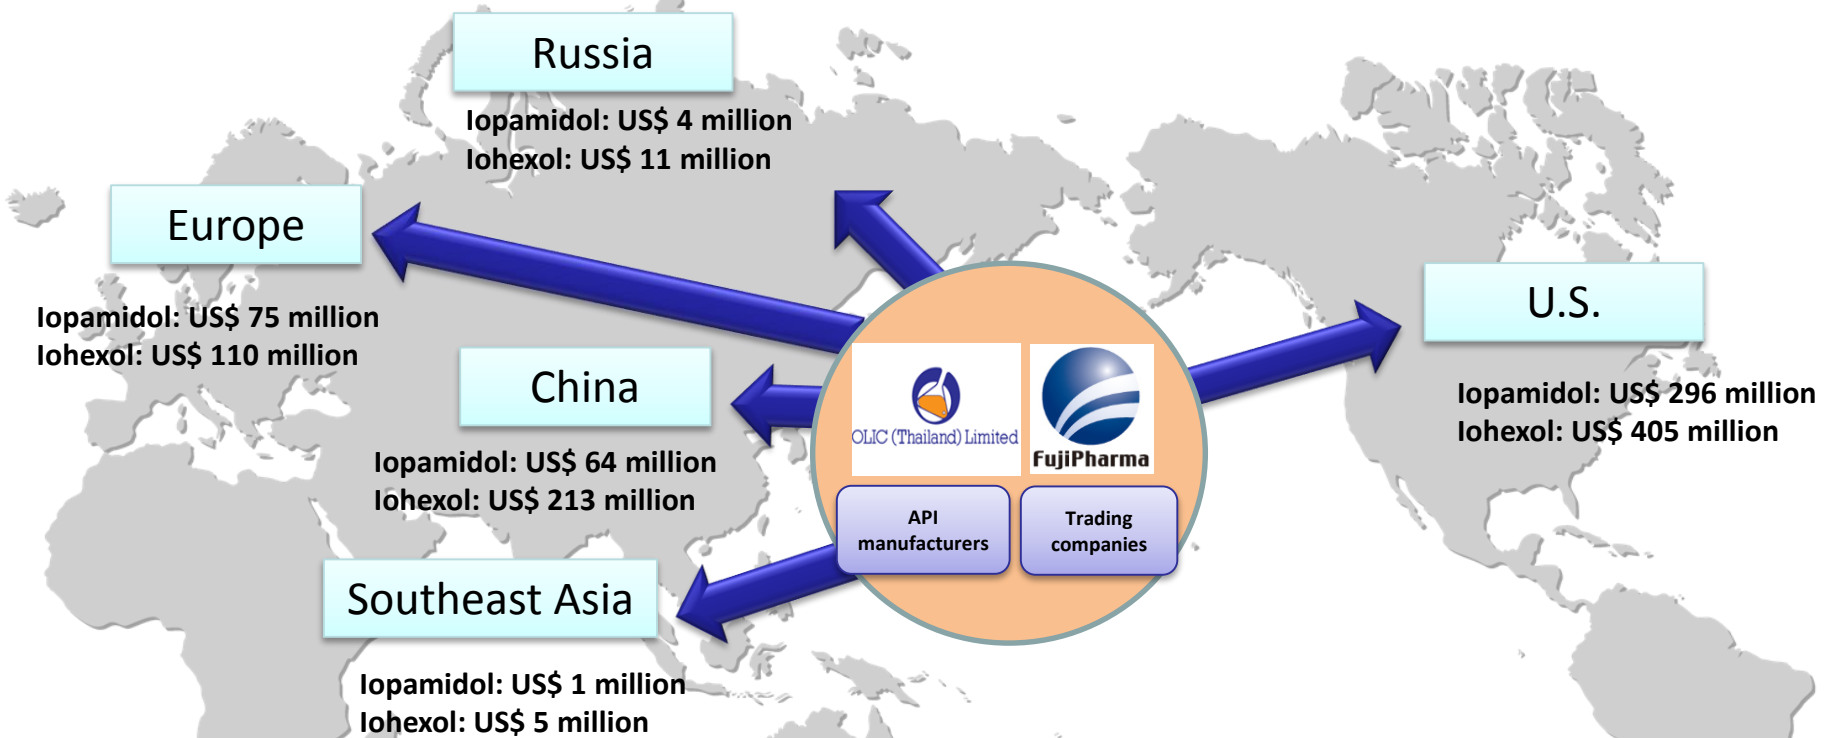 Russia
Iopamidol: US$ 4 million
Iohexol: US$ 11 million
Europe
Iopamidol: US$ 75 million
Iohexol: US$ 110 million
U.S.
Iopamidol: US$ 296 million
Iohexol: US$ 405 million
China
Iopamidol: US$ 64 million
Iohexol: US$ 213 million
OLIC (Thailand) Limited
FujiPharma
API
manufacturers
Trading
companies
Southeast Asia
Iopamidol: US$ 1 million
Iohexol: US$ 5 million